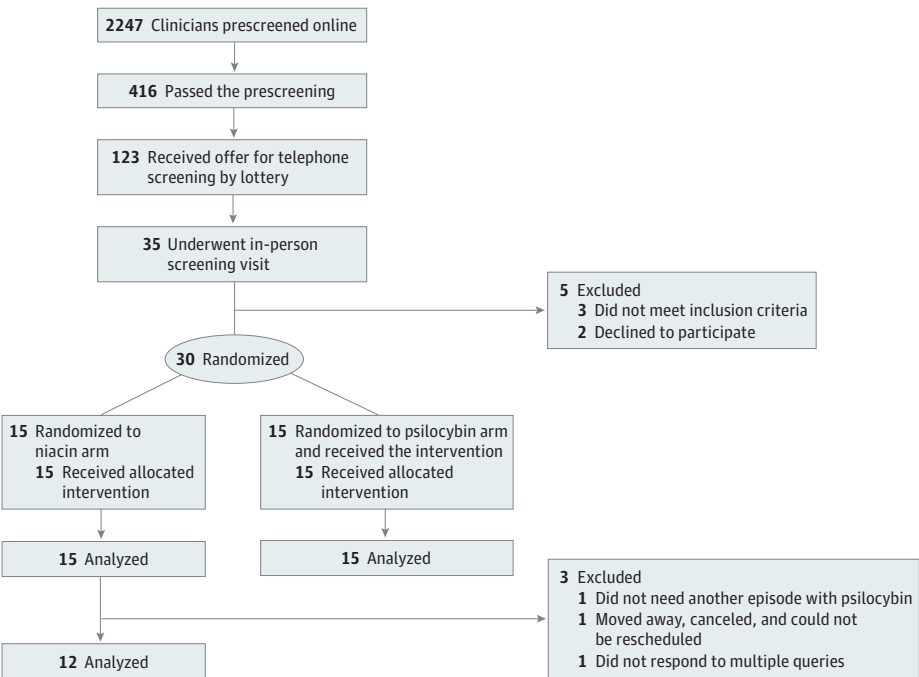 2247 Clinicians prescreened online
416 Passed the prescreening
123 Received offer for telephone
screening by lottery
35 Underwent in-person
screening visit
5 Excluded
3 Did not meet inclusion criteria
2 Declined to participate
30 Randomized
15 Randomized to
niacin arm
15 Received allocated
intervention
15 Randomized to psilocybin arm
and received the intervention
15 Received allocated
intervention
15 Analyzed
15 Analyzed
3 Excluded
1 Did not need another episode with psilocybin
1 Moved away, canceled, and could not
be rescheduled
1 Did not respond to multiple queries
12 Analyzed